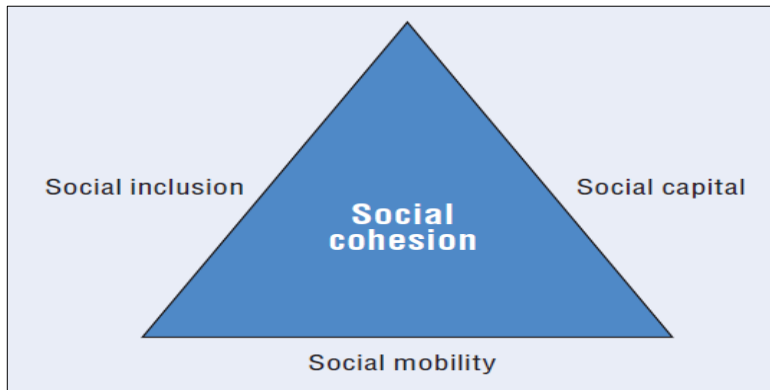 Social inclusion
Social capital
Social
cohesion
Social mobility